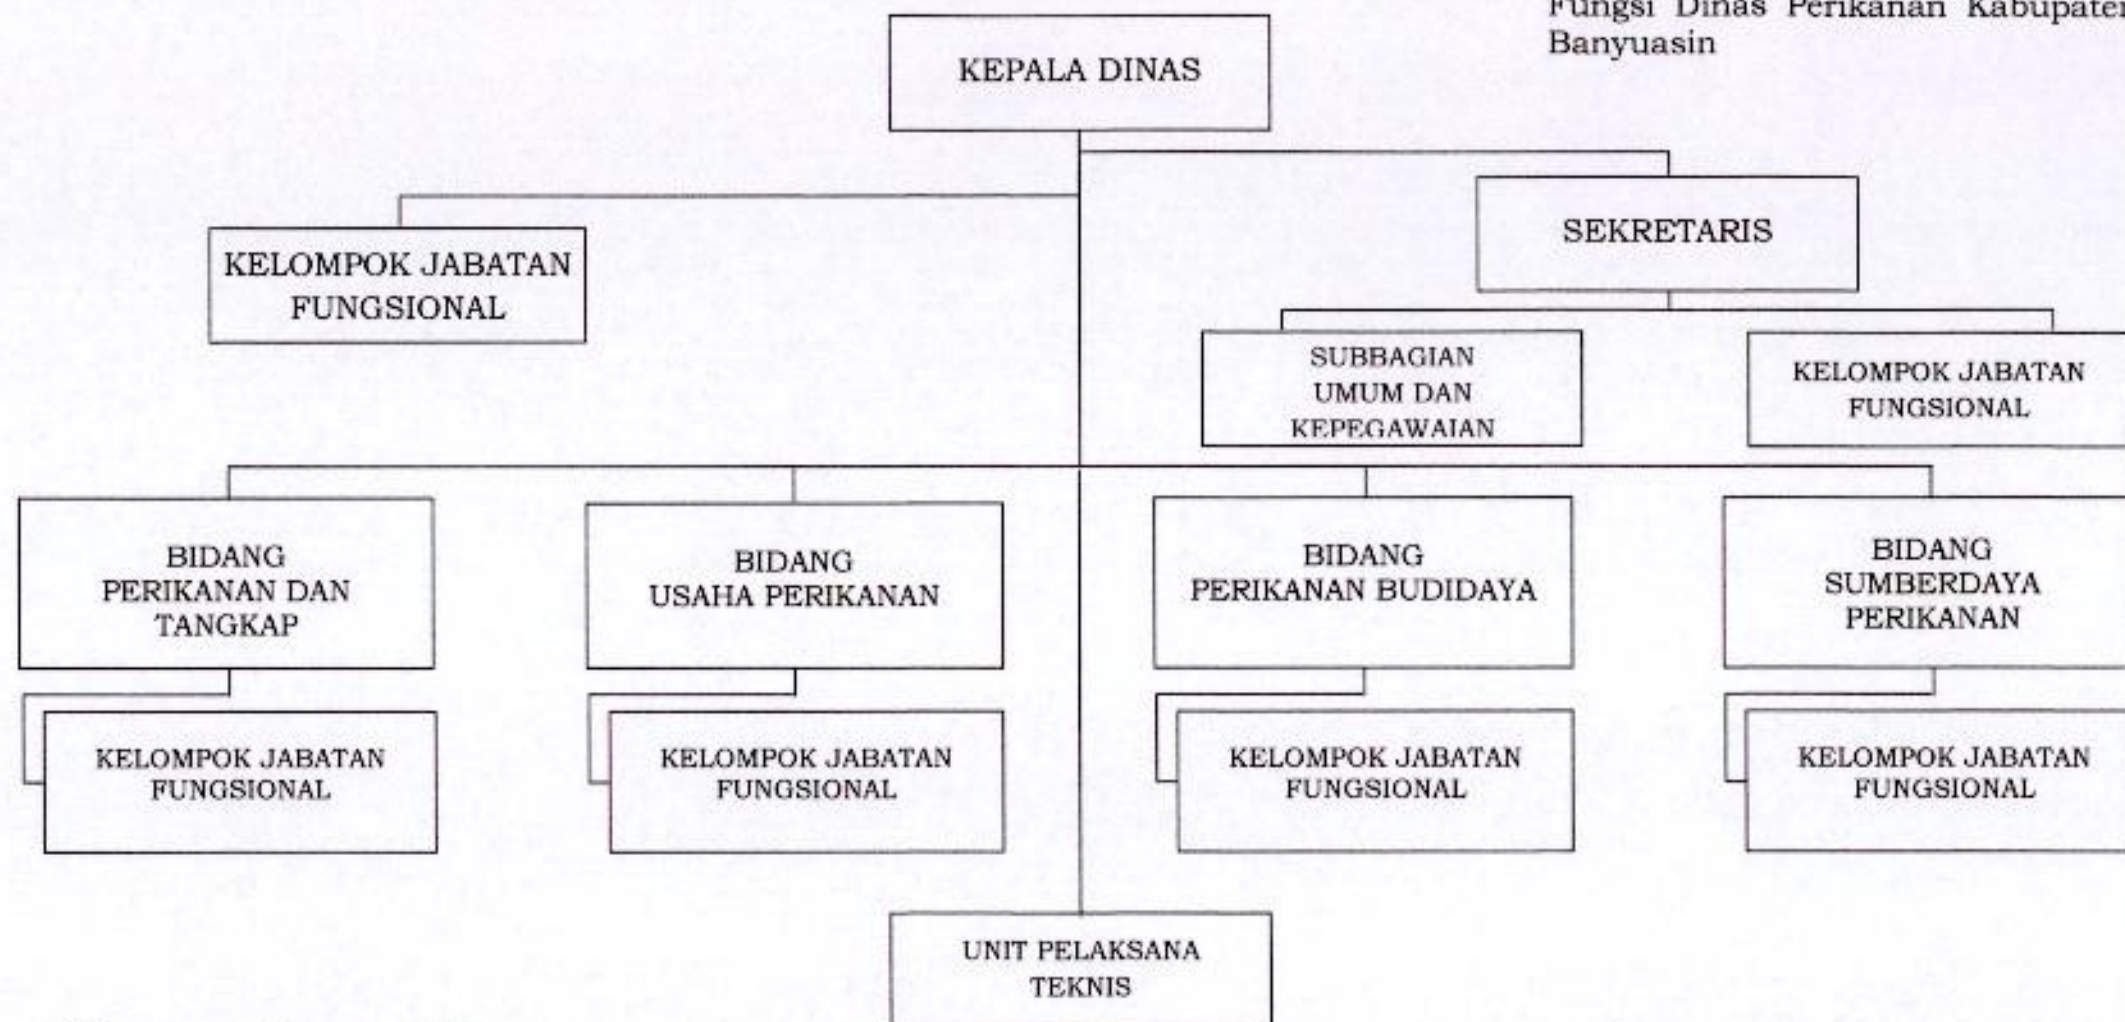 Fungsi Dinas Perikanan Kabupaten
Banyuasin
KEPALA DINAS
SEKRETARIS
KELOMPOK JABATAN
FUNGSIONAL
SUBBAGIAN
UMUM DAN
KEPEGAWAIAN
KELOMPOK JABATAN
FUNGSIONAL
BIDANG
PERIKANAN DAN
TANGKAP
BIDANG
USAHA PERIKANAN
BIDANG
PERIKANAN BUDIDAYA
BIDANG
SUMBERDAYA
PERIKANAN
KELOMPOK JABATAN
FUNGSIONAL
KELOMPOK JABATAN
FUNGSIONAL
KELOMPOK JABATAN
FUNGSIONAL
KELOMPOK JABATAN
FUNGSIONAL
UNIT PELAKSANA
TEKNIS